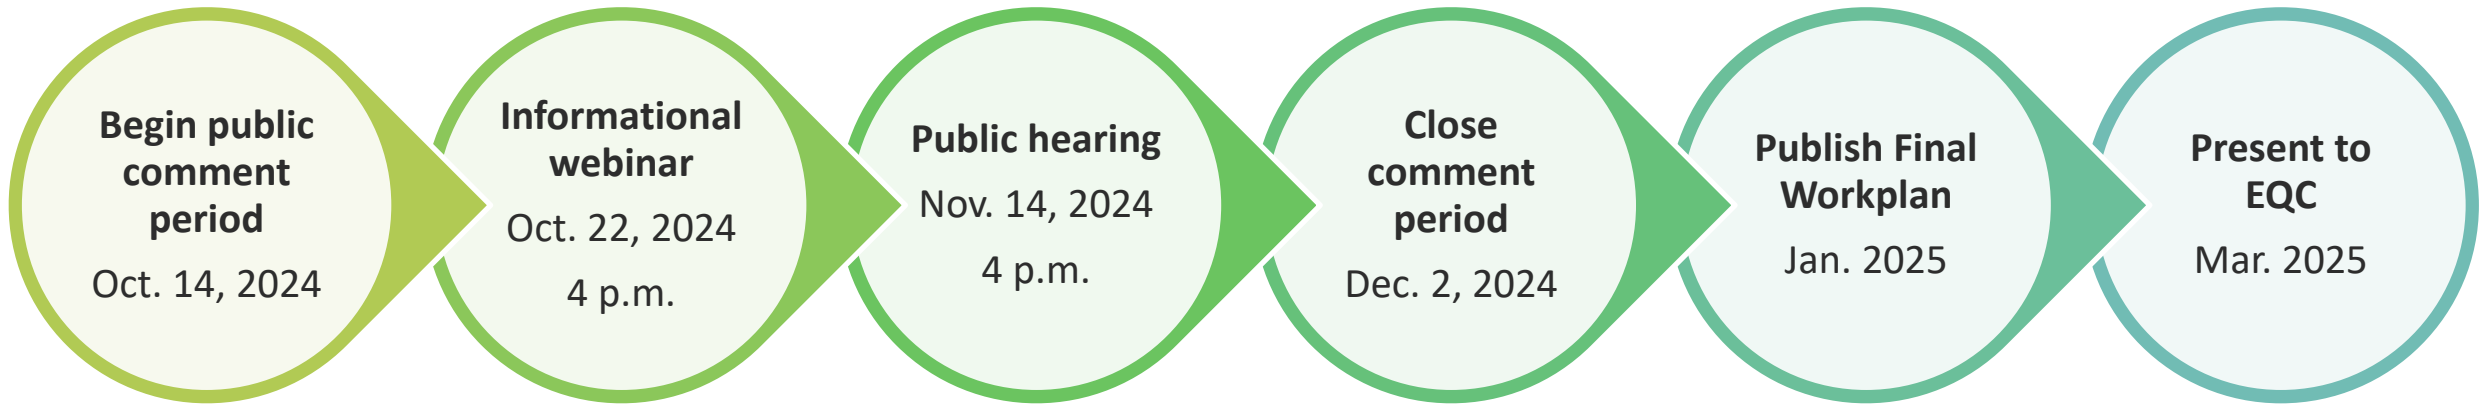 Begin public
comment
period
Oct. 14, 2024
Informational
webinar
Oct. 22, 2024
4 p.m.
Public hearing
Nov. 14, 2024
4 p.m.
Close
comment
period
Dec. 2, 2024
Publish Final
Workplan
Jan. 2025
Present to
EQC
Mar. 2025